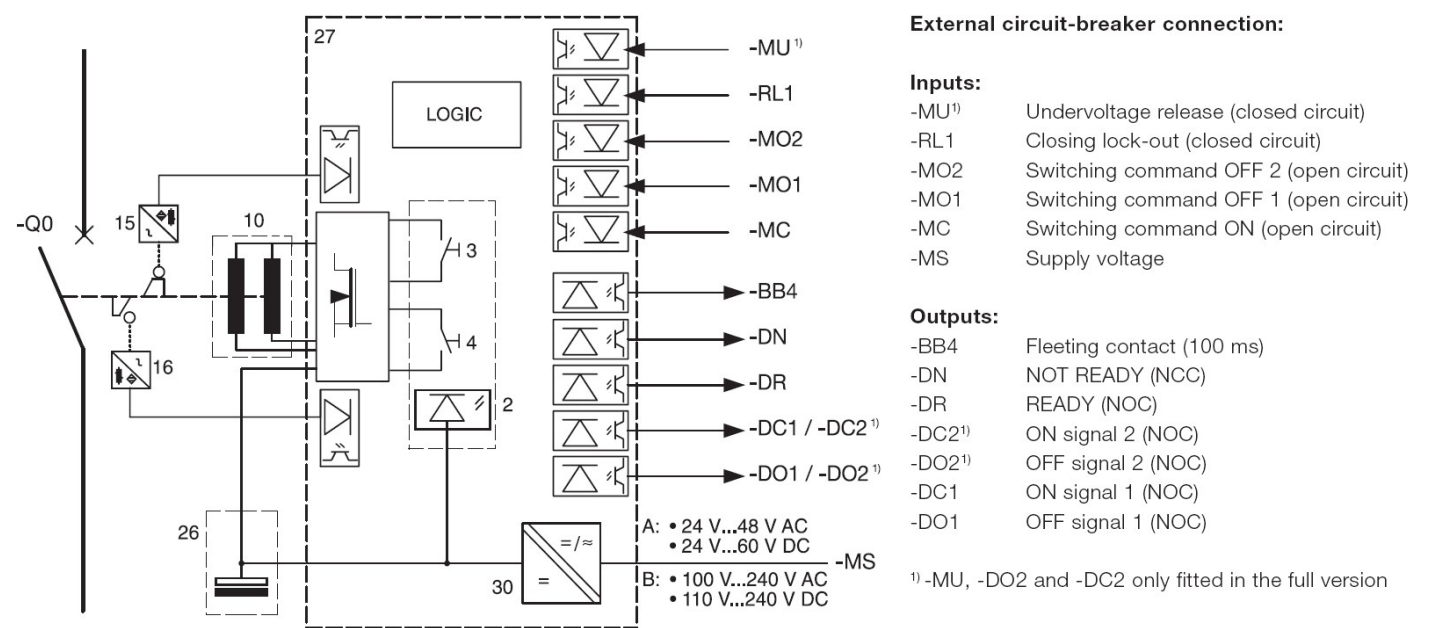 27
LOGIC
-Q0
15
10
16
3
4
2
26
30
= / ≈
=
-MU¹⁾
-RL1
-MO2
-MO1
-MC
-BB4
-DN
-DR
-DC1 / -DC2 ¹⁾
-DO1 / -DO2 ¹⁾
A: • 24 V...48 V AC
• 24 V...60 V DC
-MS
B: • 100 V...240 V AC
• 110 V...240 V DC
External circuit-breaker connection:
Inputs:
-MU¹⁾ Undervoltage release (closed circuit)
-RL1 Closing lock-out (closed circuit)
-MO2 Switching command OFF 2 (open circuit)
-MO1 Switching command OFF 1 (open circuit)
-MC Switching command ON (open circuit)
-MS Supply voltage
Outputs:
-BB4 Fleeting contact (100 ms)
-DN NOT READY (NCC)
-DR READY (NOC)
-DC2¹⁾ ON signal 2 (NOC)
-DO2¹⁾ OFF signal 2 (NOC)
-DC1 ON signal 1 (NOC)
-DO1 OFF signal 1 (NOC)
¹⁾ -MU, -DO2 and -DC2 only fitted in the full version